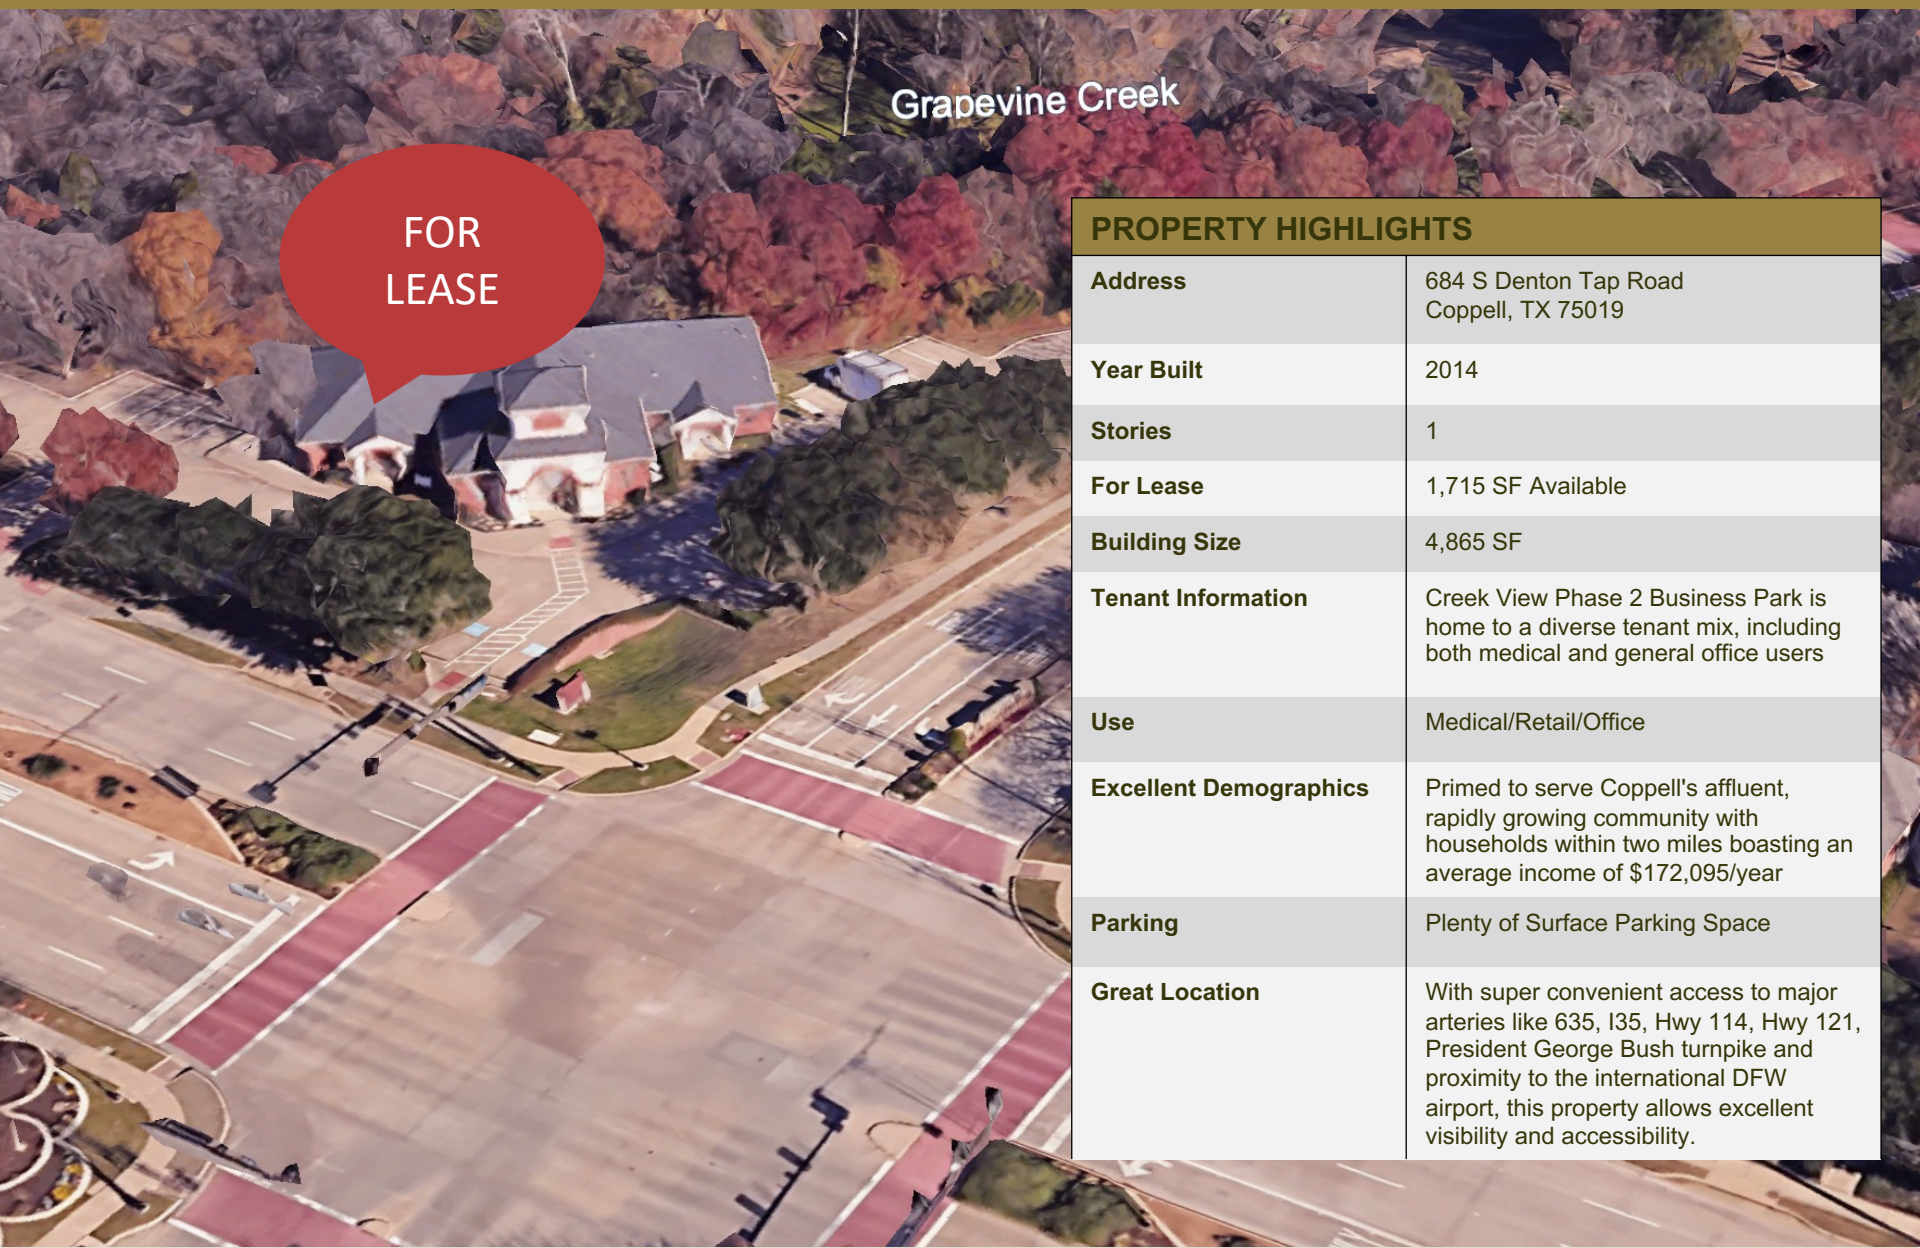 Grapevine Creek
FOR
LEASE
PROPERTY HIGHLIGHTS
Address
684 S Denton Tap Road
Coppell, TX 75019
Year Built
2014
Stories
1
For Lease
1,715 SF Available
Building Size
4,865 SF
Tenant Information
Creek View Phase 2 Business Park is
home to a diverse tenant mix, including
both medical and general office users
Use
Medical/Retail/Office
Excellent Demographics
Primed to serve Coppell's affluent,
rapidly growing community with
households within two miles boasting an
average income of $172,095/year
Parking
Plenty of Surface Parking Space
Great Location
With super convenient access to major
arteries like 635, I35, Hwy 114, Hwy 121,
President George Bush turnpike and
proximity to the international DFW
airport, this property allows excellent
visibility and accessibility.